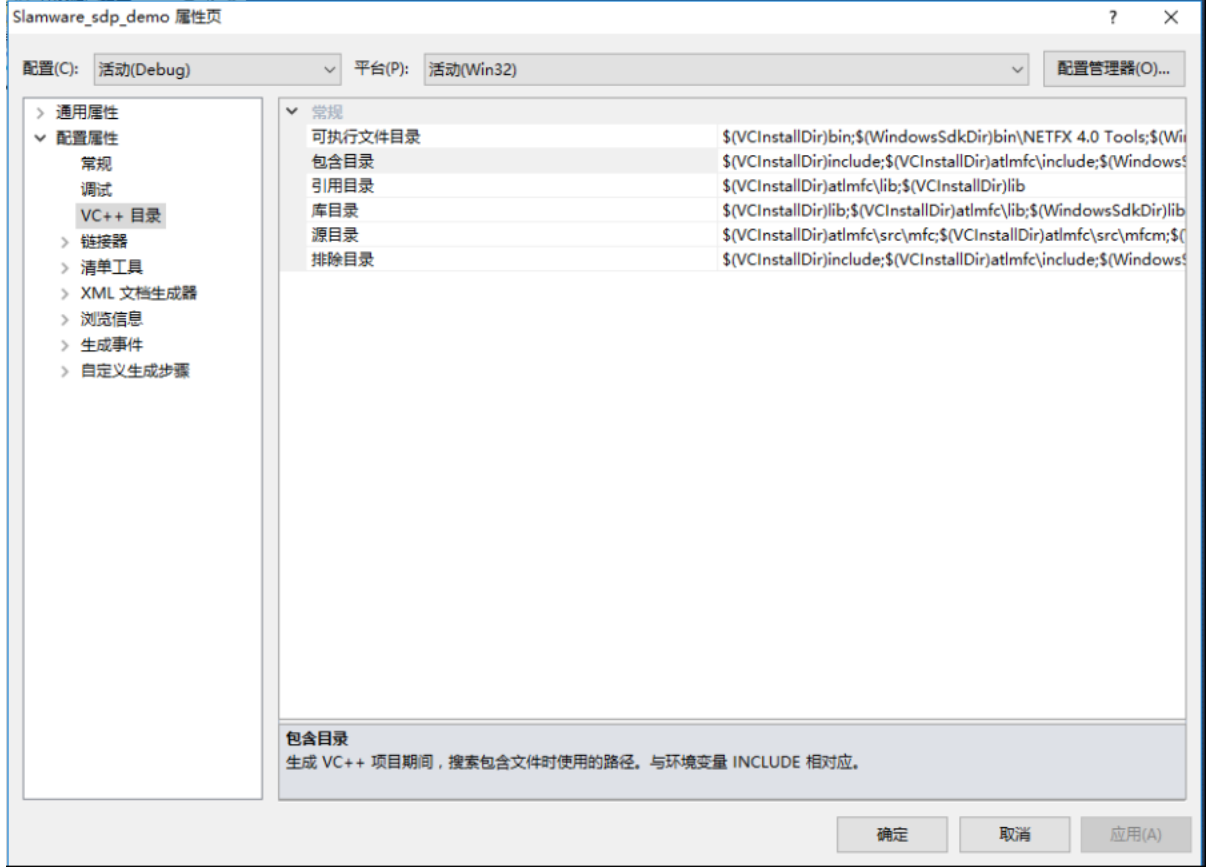 Slamware_sdp_demo 属性页
配置(C): 活动(Debug) 平台(P): 活动(Win32) 配置管理器(O)...
通用属性
配置属性
常规
调试
VC++ 目录
链接器
清单工具
XML 文档生成器
浏览信息
生成事件
自定义生成步骤
常规
可执行文件目录 $(VCInstallDir)bin;$(WindowsSdkDir)bin\NETFX 4.0 Tools;$(Wi
包含目录 $(VCInstallDir)include;$(VCInstallDir)atlmfc\include;$(Windows
引用目录 $(VCInstallDir)atlmfc\lib;$(VCInstallDir)lib
库目录 $(VCInstallDir)lib;$(VCInstallDir)atlmfc\lib;$(WindowsSdkDir)lib
源目录 $(VCInstallDir)atlmfc\src\mfc;$(VCInstallDir)atlmfc\src\mfcm;$(
排除目录 $(VCInstallDir)include;$(VCInstallDir)atlmfc\include;$(Windows
包含目录
生成 VC++ 项目期间，搜索包含文件时使用的路径。与环境变量 INCLUDE 相对应。
确定 取消 应用(A)